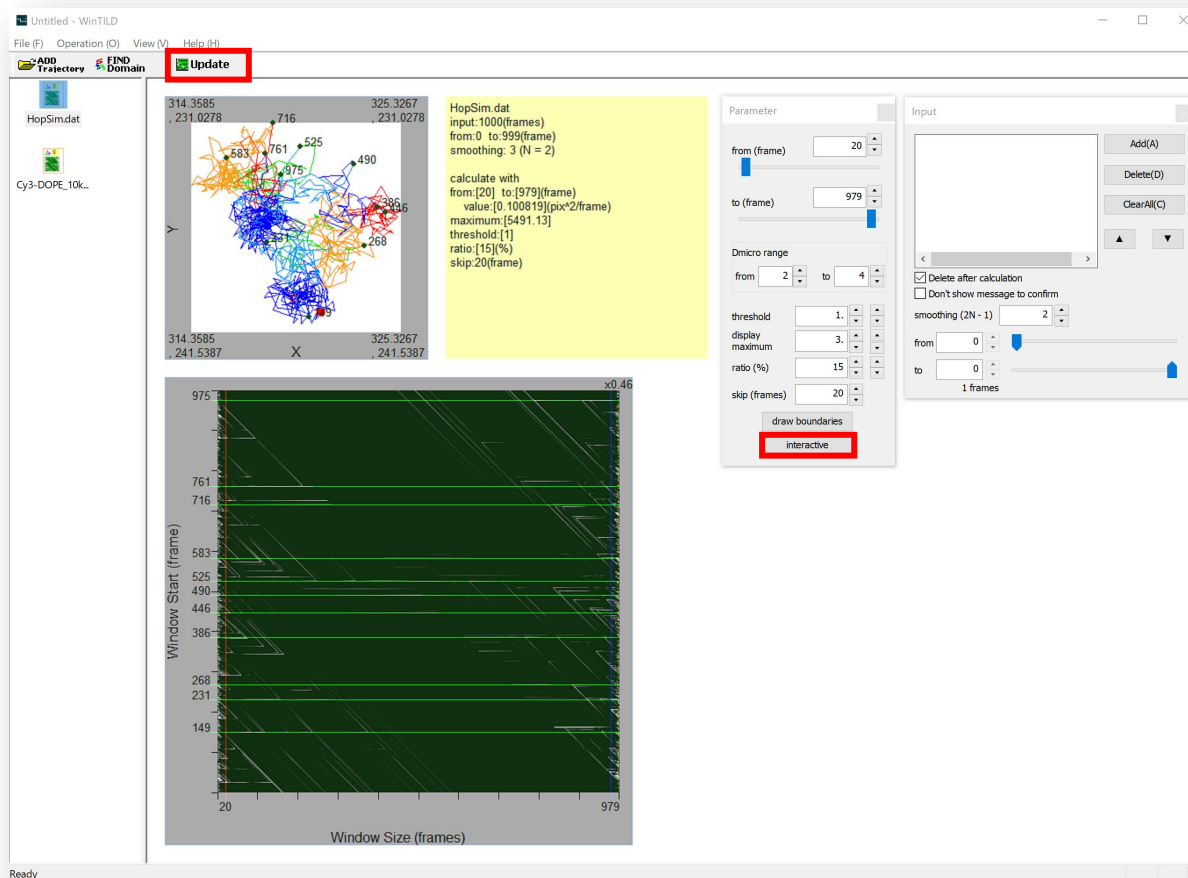 Untitled - WinTILD
File (F) Operation (O) View (V) Help (H)
ADD Trajectory FIND Domain Update
HopSim.dat
Cy3-DOPE_10k...
314.3585 , 231.0278
325.3267 , 231.0278
716
525
583
761
490
975
386
446
231
268
Y
314.3585 , 241.5387
X
325.3267 , 241.5387
HopSim.dat
input:1000(frames)
from:0 to:999(frame)
smoothing: 3 (N = 2)
calculate with
from:[20] to:[979](frame)
value:[0.100819](pix^2/frame)
maximum:[5491.13]
threshold:[1]
ratio:[15](%)
skip:20(frame)
x0.46
975
761
716
583
525
490
446
386
268
231
149
Window Start (frame)
20 979
Window Size (frames)
Parameter
from (frame) 20
to (frame) 979
Dmicro range
from 2 to 4
threshold 1.
display maximum 3.
ratio (%) 15
skip (frames) 20
draw boundaries
interactive
Input
Add(A)
Delete(D)
ClearAll(C)
Delete after calculation
Don't show message to confirm
smoothing (2N - 1) 2
from 0
to 0
1 frames
Ready